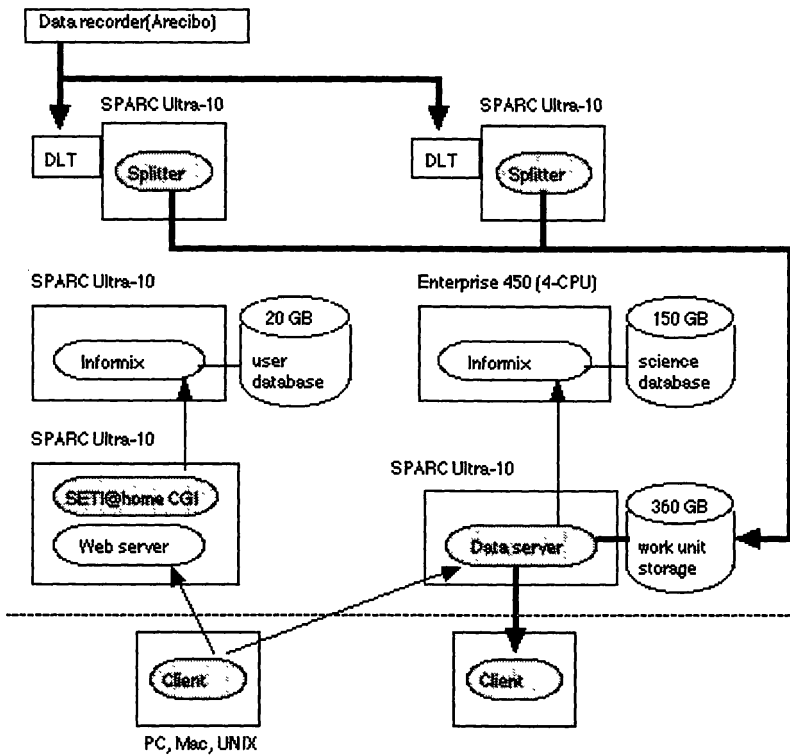 Data recorder(Arecibo)
SPARC Ultra-10
SPARC Ultra-10
DLT
Splitter
DLT
Splitter
SPARC Ultra-10
Enterprise 450 (4-CPU)
Informix
20 GB
user
database
Informix
150 GB
science
database
SPARC Ultra-10
SETI@home CGI
Web server
SPARC Ultra-10
Data server
360 GB
work unit
storage
Client
Client
PC, Mac, UNIX